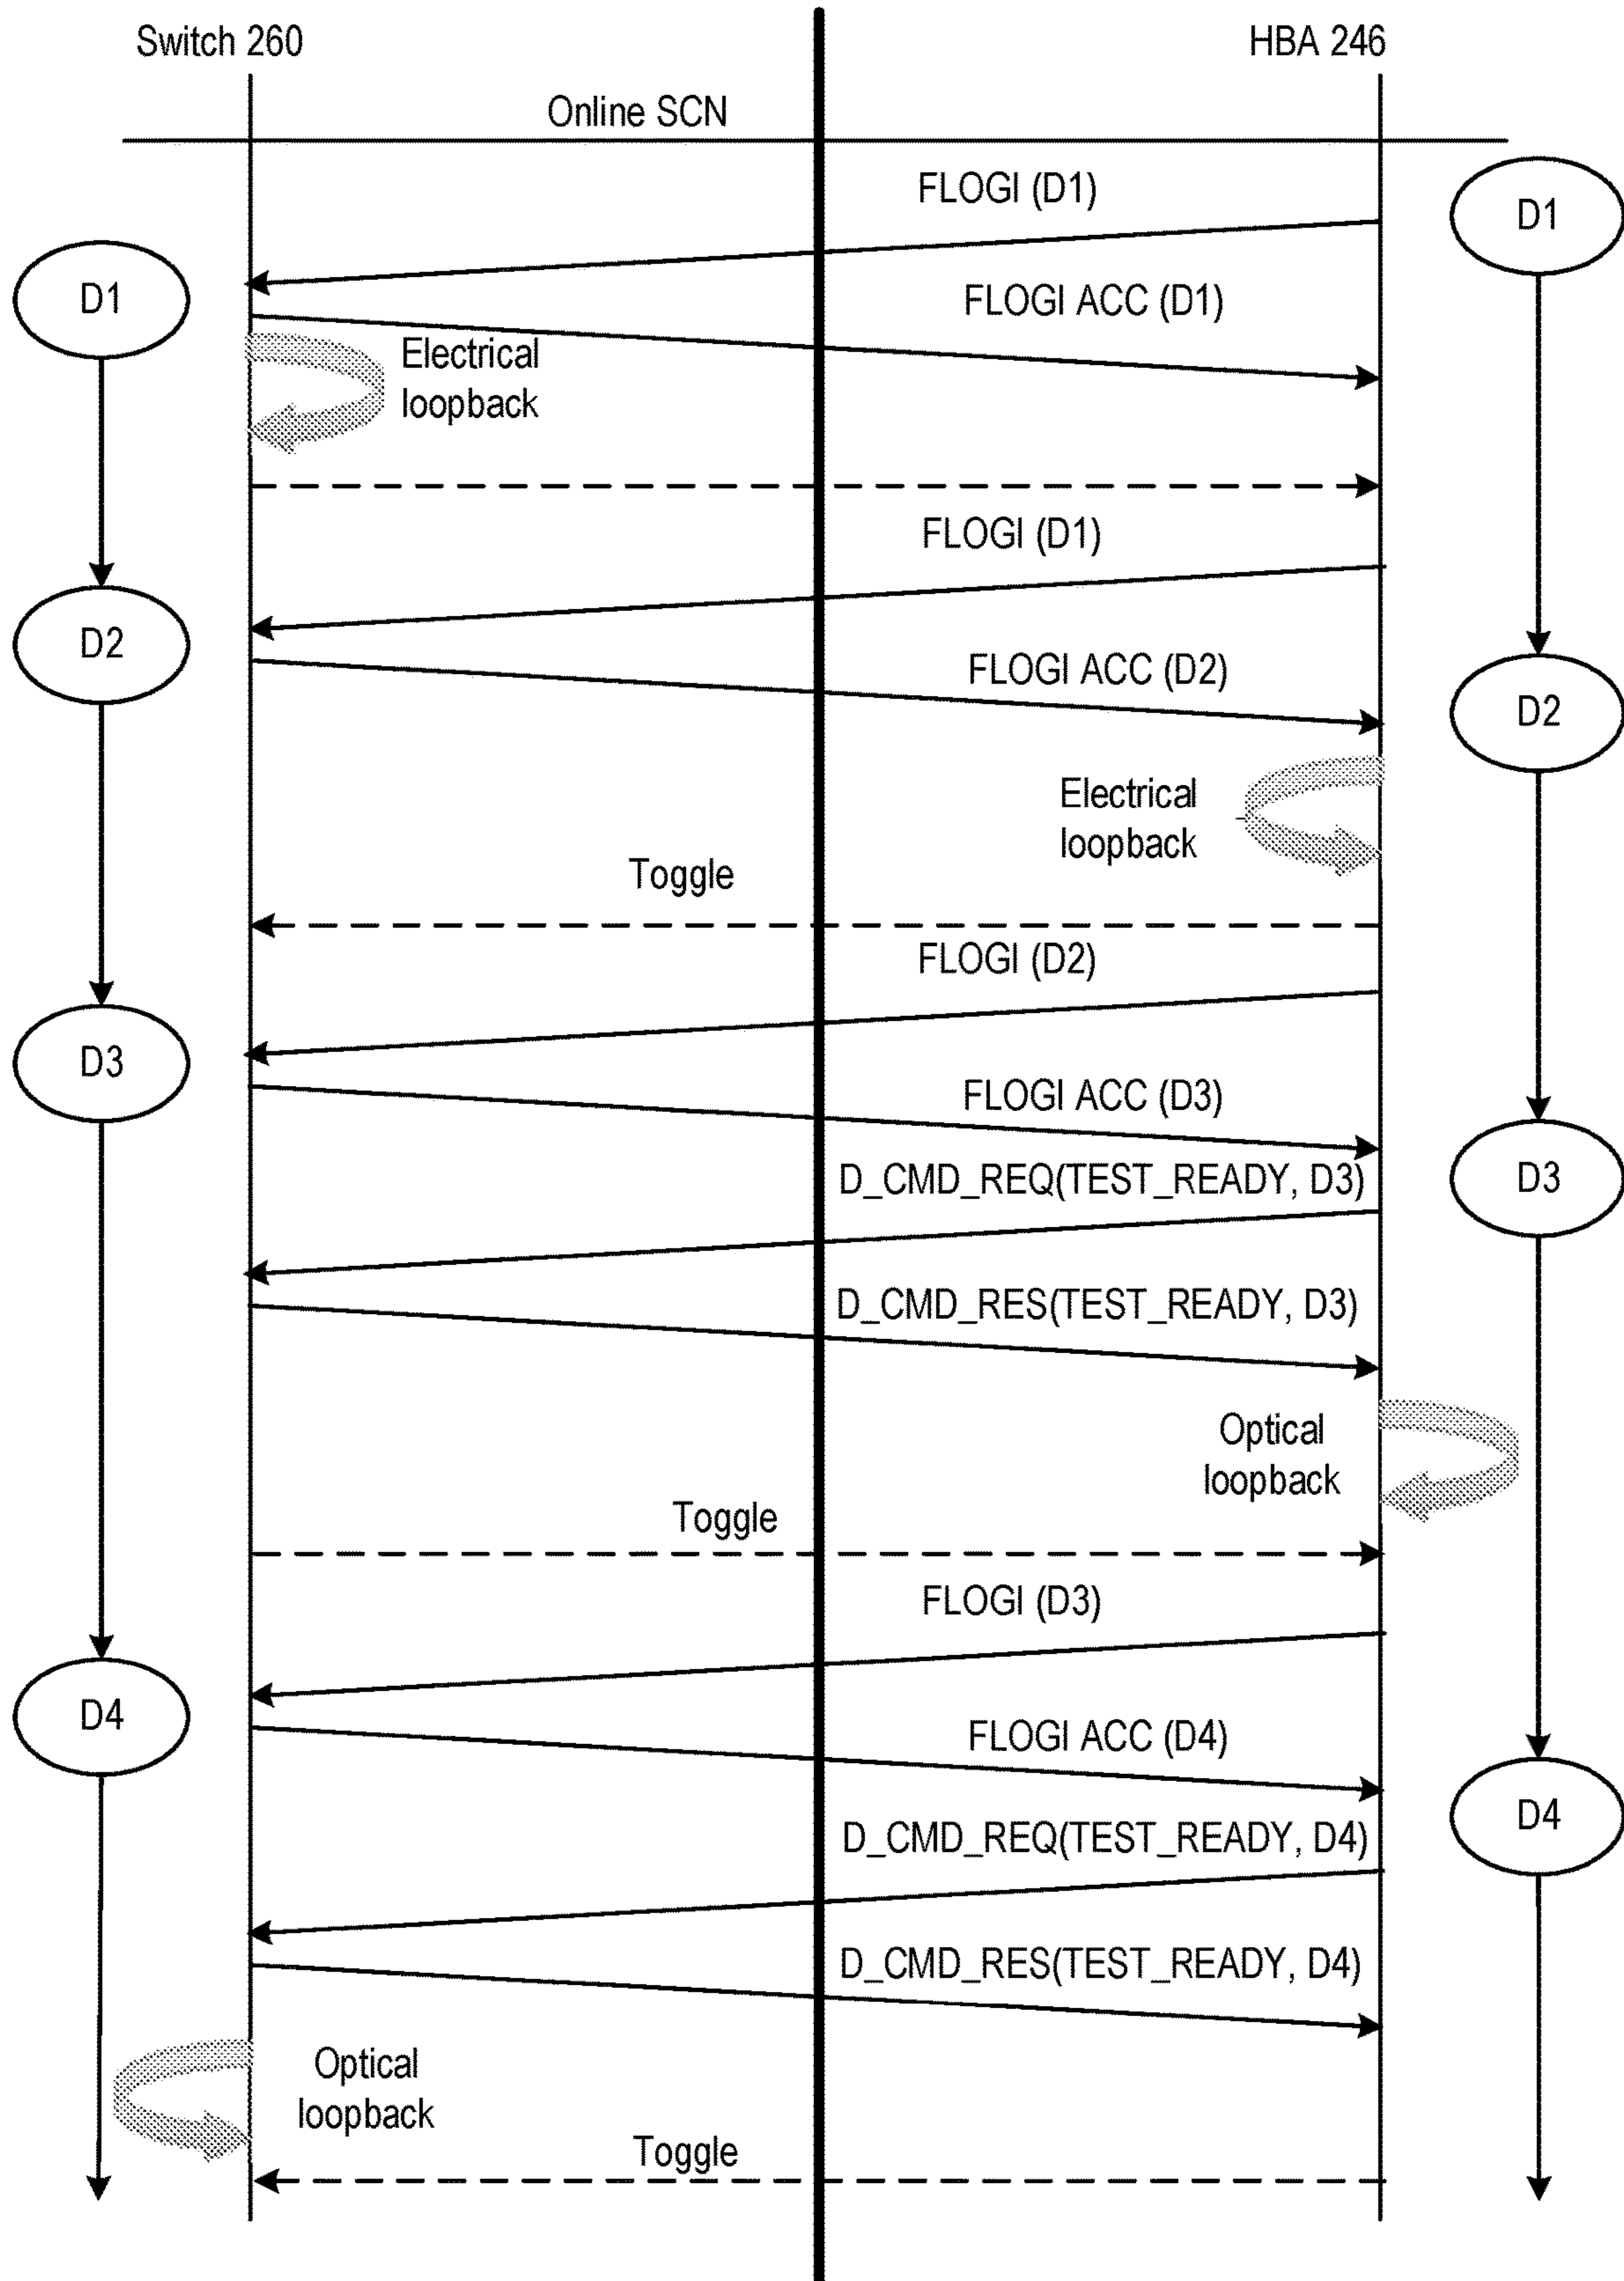 Switch 260
HBA 246
Online SCN
FLOGI (D1)
D1
D1
FLOGI ACC (D1)
Electrical
loopback
FLOGI (D1)
D2
FLOGI ACC (D2)
D2
Electrical
loopback
Toggle
FLOGI (D2)
D3
FLOGI ACC (D3)
D_CMD_REQ(TEST_READY, D3)
D3
D_CMD_RES(TEST_READY, D3)
Optical
loopback
Toggle
FLOGI (D3)
D4
FLOGI ACC (D4)
D4
D_CMD_REQ(TEST_READY, D4)
D_CMD_RES(TEST_READY, D4)
Optical
loopback
Toggle